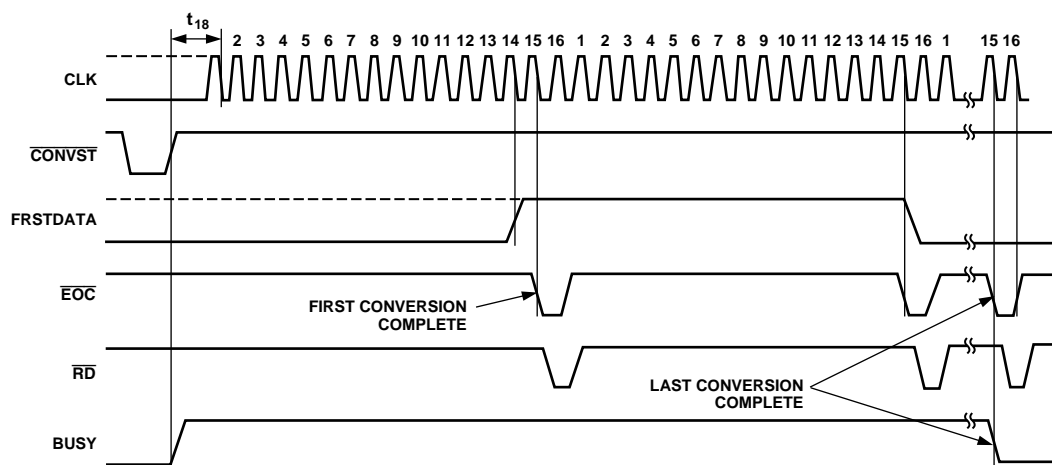 t18
2 3 4 5 6 7 8 9 10 11 12 13 14 15 16 1 2 3 4 5 6 7 8 9 10 11 12 13 14 15 16 1 15 16
CLK
CONVST
FRSTDATA
EOC
FIRST CONVERSION
COMPLETE
RD
LAST CONVERSION
COMPLETE
BUSY